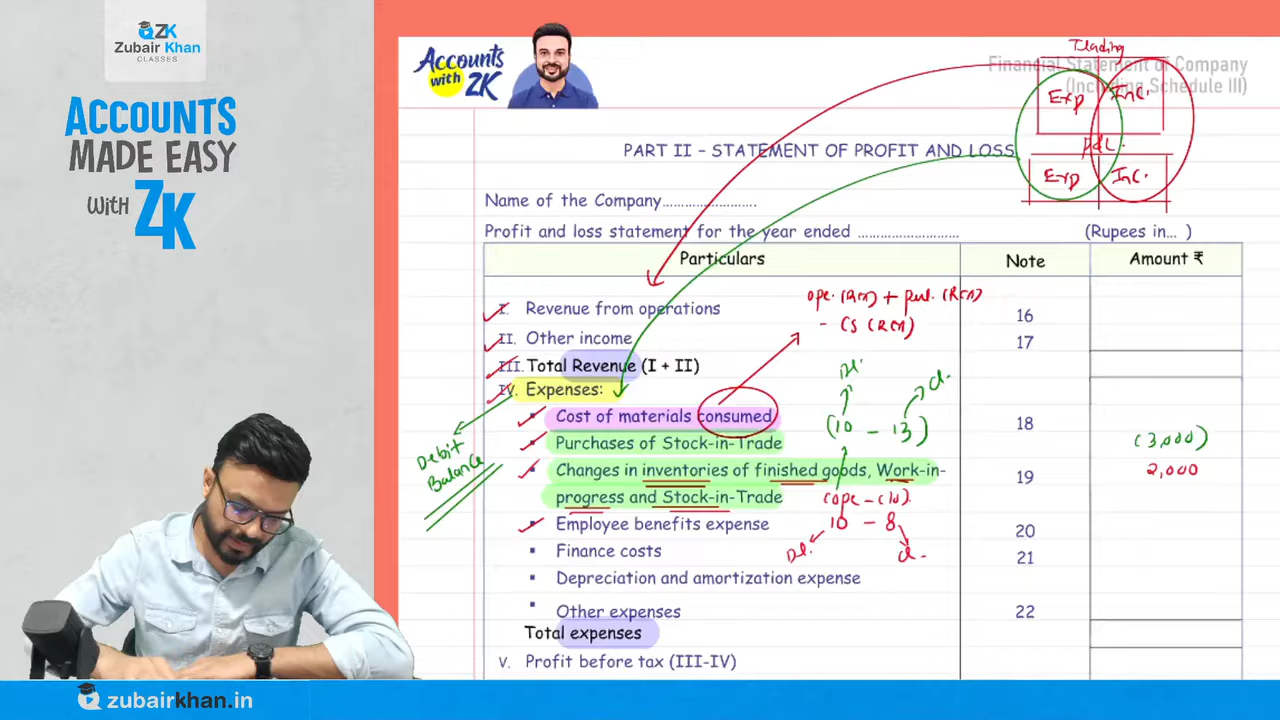 ZK
Zubair Khan
CLASSES
ACCOUNTS
MADE EASY
WITH ZK
Accounts
with
ZK
Financial Statement of Company
(Including Schedule III)
Trading
Exp Inc.
P&L
Exp Inc.
PART II – STATEMENT OF PROFIT AND LOSS
Name of the Company........................
Profit and loss statement for the year ended .......................... (Rupees in... )
Particulars Note Amount ₹
I. Revenue from operations 16
ope. (RM) + pur. (RM)
- CS (RM)
II. Other income 17
III. Total Revenue (I + II)
IV. Expenses:
Debit
Balance
Dl. Cl.
▪ Cost of materials consumed 18
(10 - 13) (3,000)
▪ Purchases of Stock-in-Trade
▪ Changes in inventories of finished goods, Work-in- 19 2,000
progress and Stock-in-Trade
▪ Employee benefits expense 20
10 - 8
▪ Finance costs 21
▪ Depreciation and amortization expense
▪ Other expenses 22
Total expenses
V. Profit before tax (III-IV)
zubairkhan.in